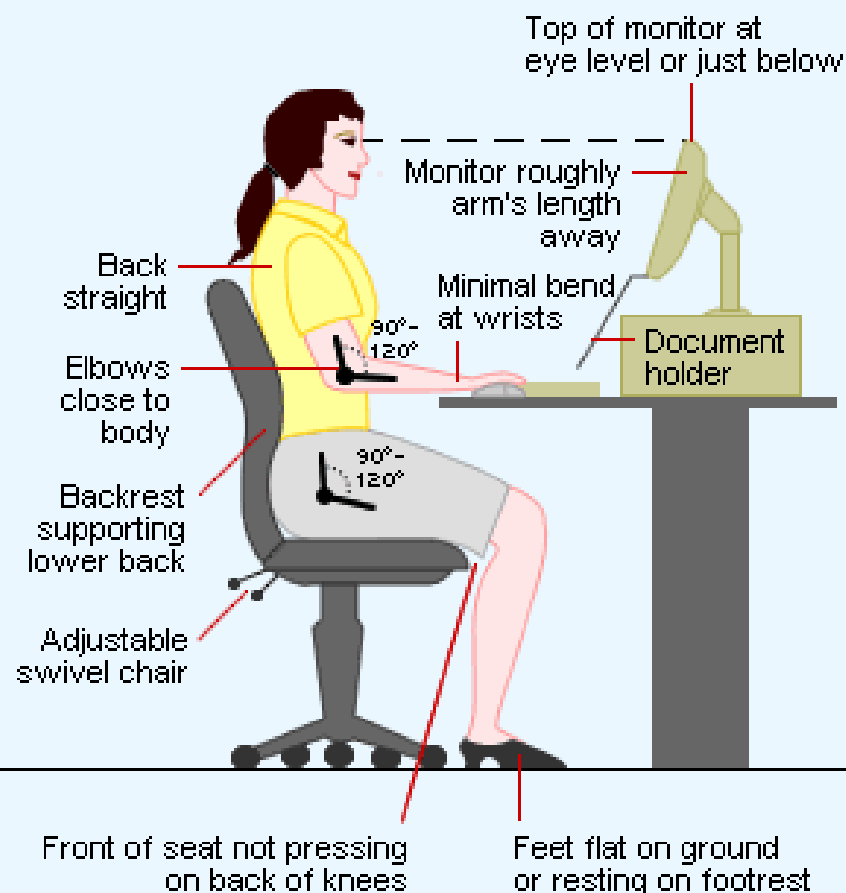 Top of monitor at
eye level or just below
Monitor roughly
arm's length
away
Back
straight
Minimal bend
at wrists
90°-
120°
Document
holder
Elbows
close to
body
90°-
120°
Backrest
supporting
lower back
Adjustable
swivel chair
Front of seat not pressing
on back of knees
Feet flat on ground
or resting on footrest